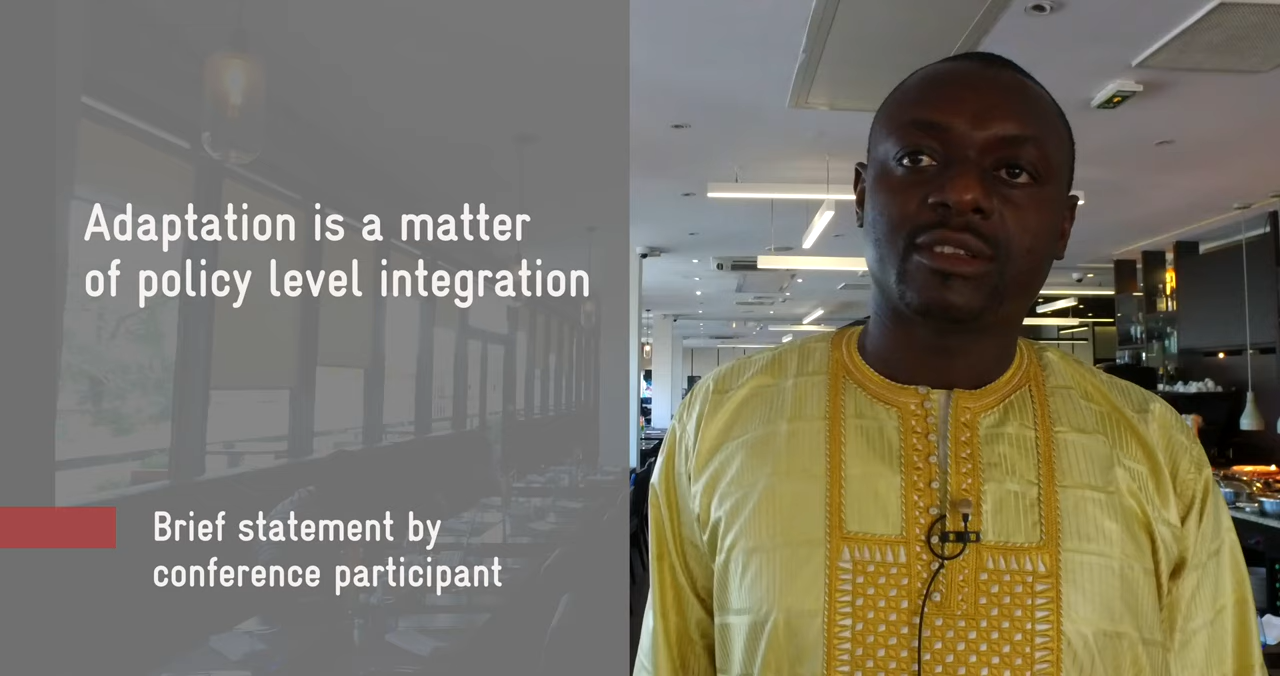 Adaptation is a matter
of policy level integration
Brief statement by
conference participant